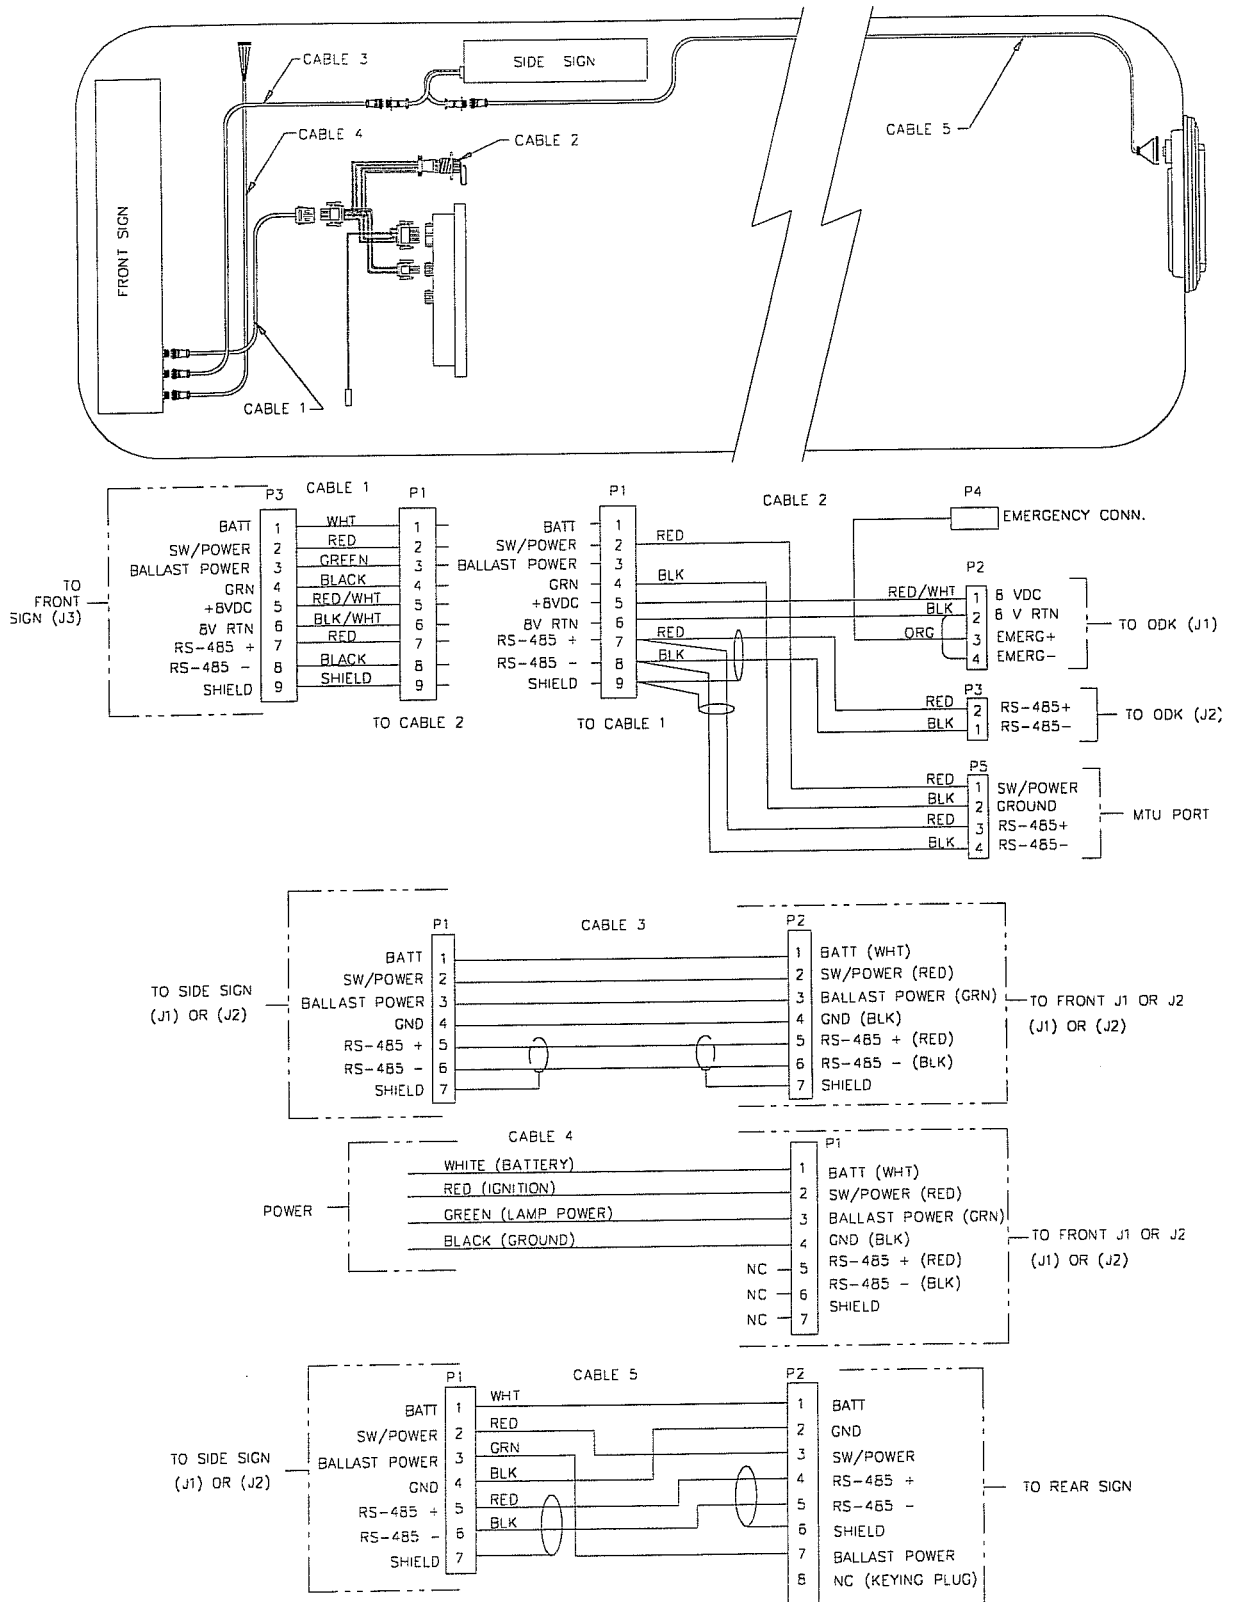 CABLE 3
SIDE SIGN
CABLE 4
CABLE 2
CABLE 5
FRONT SIGN
CABLE 1
P3 CABLE 1 P1
BATT 1 WHT 1
SW/POWER 2 RED 2
BALLAST POWER 3 GREEN 3
GRN 4 BLACK 4
+8VDC 5 RED/WHT 5
8V RTN 6 BLK/WHT 6
RS-485 + 7 RED 7
RS-485 - 8 BLACK 8
SHIELD 9 SHIELD 9
TO FRONT SIGN (J3)
TO CABLE 2
P1 CABLE 2
BATT 1
SW/POWER 2 RED
BALLAST POWER 3
GRN 4 BLK
+8VDC 5
8V RTN 6
RS-485 + 7 RED
RS-485 - 8 BLK
SHIELD 9
TO CABLE 1
P4
EMERGENCY CONN.
P2
RED/WHT 1 8 VDC
BLK 2 8 V RTN
ORG 3 EMERG+
4 EMERG-
TO ODK (J1)
P3
RED 2 RS-485+
BLK 1 RS-485-
TO ODK (J2)
P5
RED 1 SW/POWER
BLK 2 GROUND
RED 3 RS-485+
BLK 4 RS-485-
MTU PORT
P1 CABLE 3 P2
BATT 1 1 BATT (WHT)
SW/POWER 2 2 SW/POWER (RED)
BALLAST POWER 3 3 BALLAST POWER (GRN)
GND 4 4 GND (BLK)
RS-485 + 5 5 RS-485 + (RED)
RS-485 - 6 6 RS-485 - (BLK)
SHIELD 7 7 SHIELD
TO SIDE SIGN
(J1) OR (J2)
TO FRONT J1 OR J2
(J1) OR (J2)
CABLE 4 P1
WHITE (BATTERY) 1 BATT (WHT)
RED (IGNITION) 2 SW/POWER (RED)
GREEN (LAMP POWER) 3 BALLAST POWER (GRN)
BLACK (GROUND) 4 GND (BLK)
NC 5 RS-485 + (RED)
NC 6 RS-485 - (BLK)
NC 7 SHIELD
POWER
TO FRONT J1 OR J2
(J1) OR (J2)
P1 CABLE 5 P2
BATT 1 WHT 1 BATT
SW/POWER 2 RED 2 GND
BALLAST POWER 3 GRN 3 SW/POWER
GND 4 BLK 4 RS-485 +
RS-485 + 5 RED 5 RS-485 -
RS-485 - 6 BLK 6 SHIELD
SHIELD 7 7 BALLAST POWER
8 NC (KEYING PLUG)
TO SIDE SIGN
(J1) OR (J2)
TO REAR SIGN